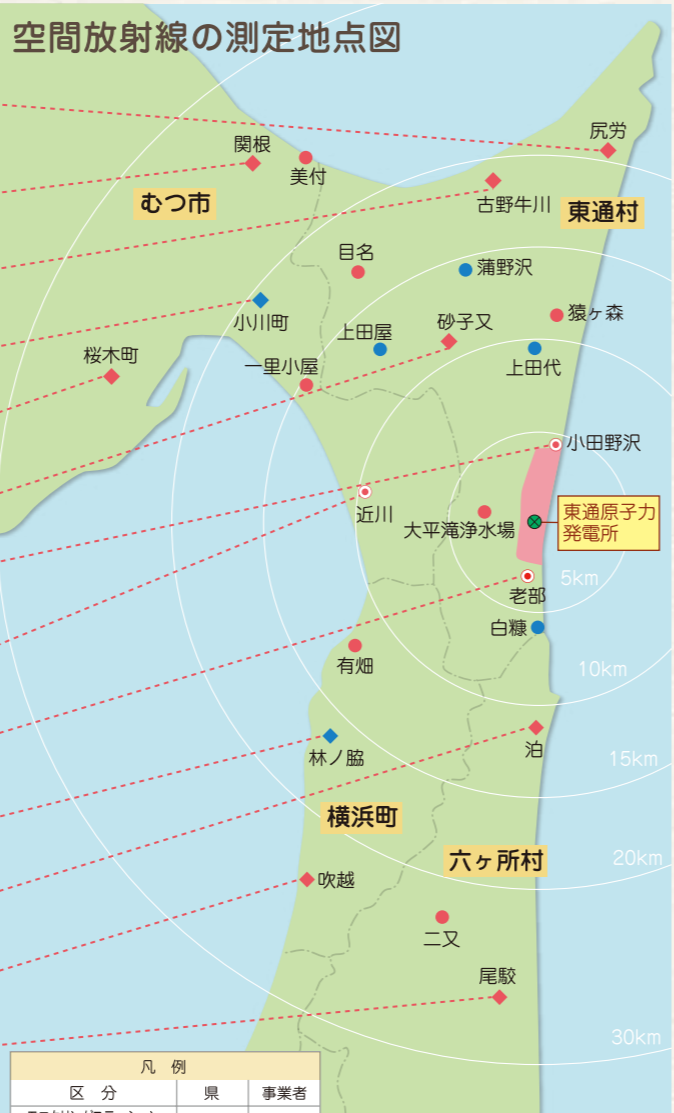 空間放射線の測定地点図
尻労
関根
美付
むつ市
古野牛川
東通村
目名
蒲野沢
小川町
猿ヶ森
上田屋
砂子又
桜木町
一里小屋
上田代
小田野沢
近川
大平滝浄水場
東通原子力
発電所
5km
老部
白糠
有畑
10km
泊
林ノ脇
15km
横浜町
20km
六ヶ所村
吹越
二又
尾駮
30km
凡 例
区 分
県
事業者